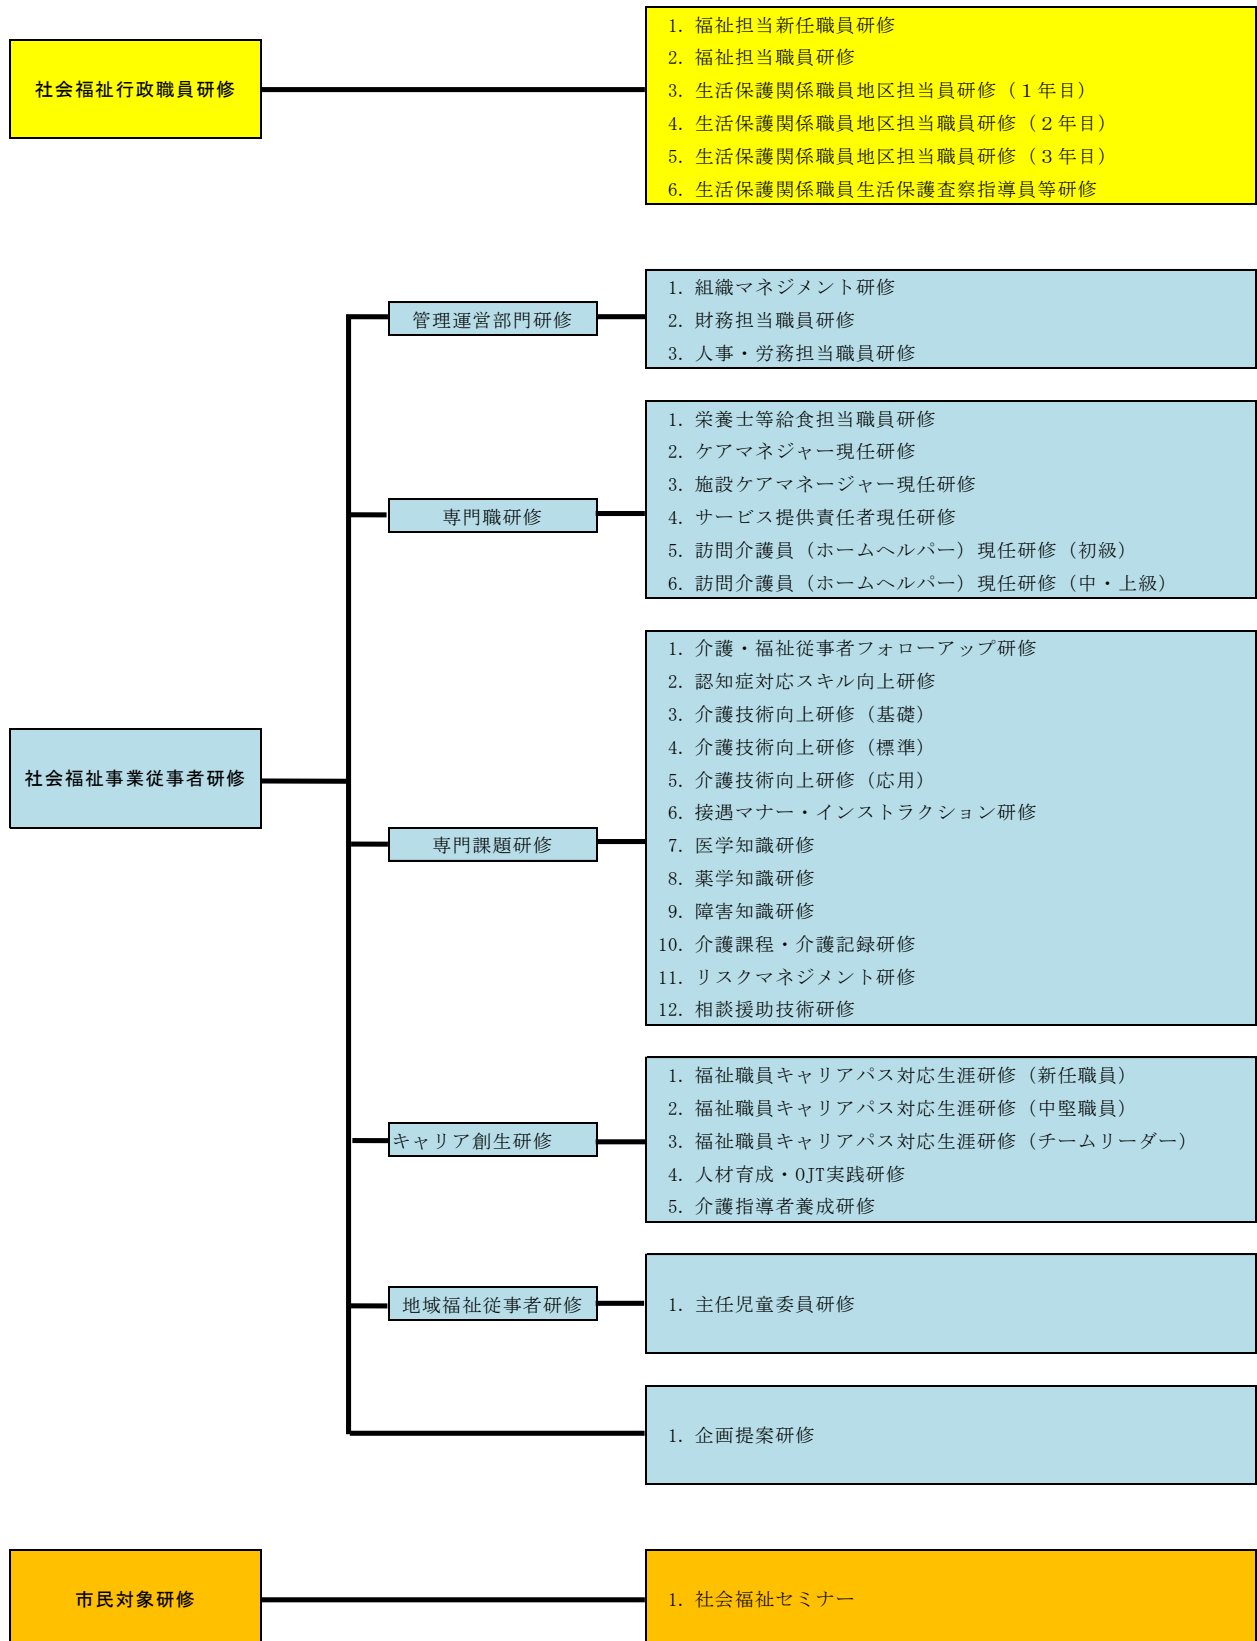 社会福祉行政職員研修
1. 福祉担当新任職員研修
2. 福祉担当職員研修
3. 生活保護関係職員地区担当員研修（１年目）
4. 生活保護関係職員地区担当職員研修（２年目）
5. 生活保護関係職員地区担当職員研修（３年目）
6. 生活保護関係職員生活保護査察指導員等研修
社会福祉事業従事者研修
管理運営部門研修
1. 組織マネジメント研修
2. 財務担当職員研修
3. 人事・労務担当職員研修
専門職研修
1. 栄養士等給食担当職員研修
2. ケアマネジャー現任研修
3. 施設ケアマネージャー現任研修
4. サービス提供責任者現任研修
5. 訪問介護員（ホームヘルパー）現任研修（初級）
6. 訪問介護員（ホームヘルパー）現任研修（中・上級）
専門課題研修
1. 介護・福祉従事者フォローアップ研修
2. 認知症対応スキル向上研修
3. 介護技術向上研修（基礎）
4. 介護技術向上研修（標準）
5. 介護技術向上研修（応用）
6. 接遇マナー・インストラクション研修
7. 医学知識研修
8. 薬学知識研修
9. 障害知識研修
10. 介護課程・介護記録研修
11. リスクマネジメント研修
12. 相談援助技術研修
キャリア創生研修
1. 福祉職員キャリアパス対応生涯研修（新任職員）
2. 福祉職員キャリアパス対応生涯研修（中堅職員）
3. 福祉職員キャリアパス対応生涯研修（チームリーダー）
4. 人材育成・OJT実践研修
5. 介護指導者養成研修
地域福祉従事者研修
1. 主任児童委員研修
1. 企画提案研修
市民対象研修
1. 社会福祉セミナー